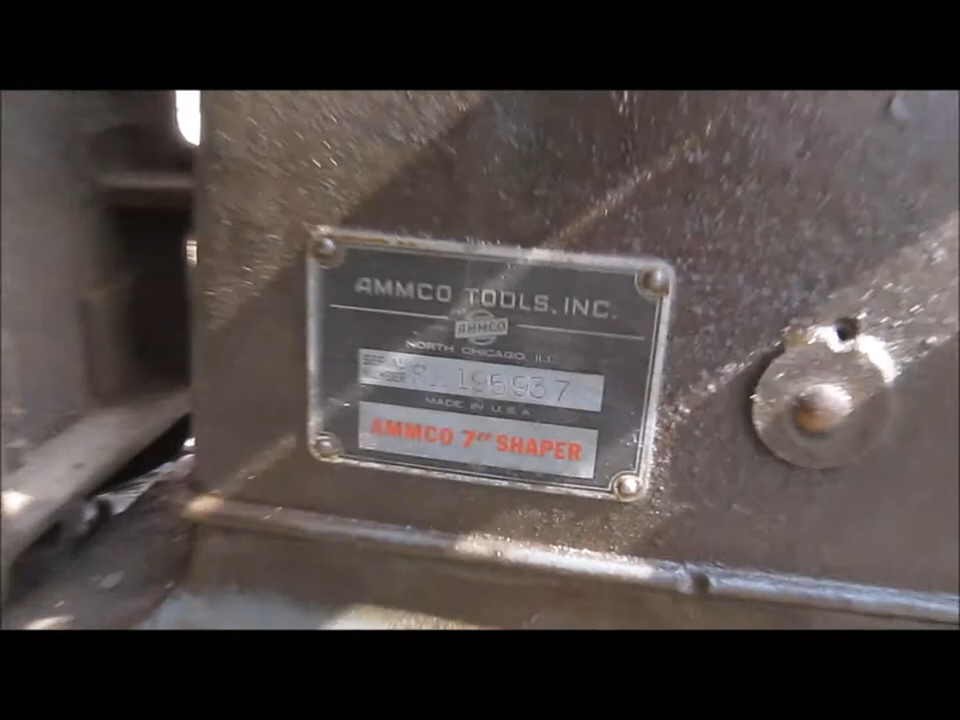 AMMCO TOOLS, INC.
AMMCO
NORTH CHICAGO, ILL.
195937
MADE IN U.S.A.
AMMCO 7" SHAPER